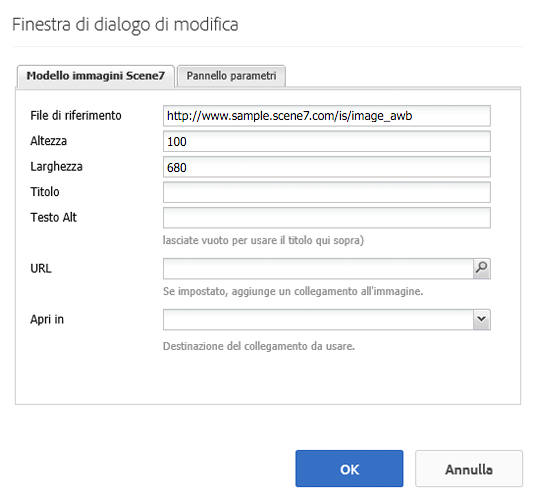 Finestra di dialogo di modifica
Modello immagini Scene7 Pannello parametri
File di riferimento http://www.sample.scene7.com/is/image_awb
Altezza 100
Larghezza 680
Titolo
Testo Alt
lasciate vuoto per usare il titolo qui sopra)
URL
Se impostato, aggiunge un collegamento all'immagine.
Apri in
Destinazione del collegamento da usare.
OK Annulla